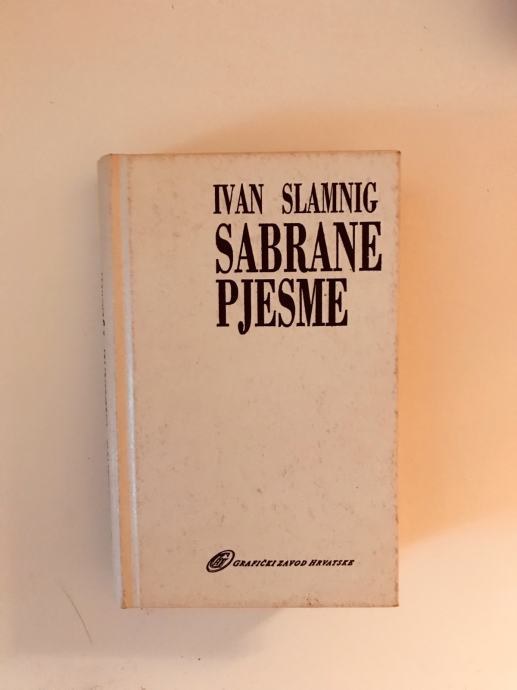 IVAN SLAMNIG
SABRANE
PJESME
GRAFIČKI ZAVOD HRVATSKE